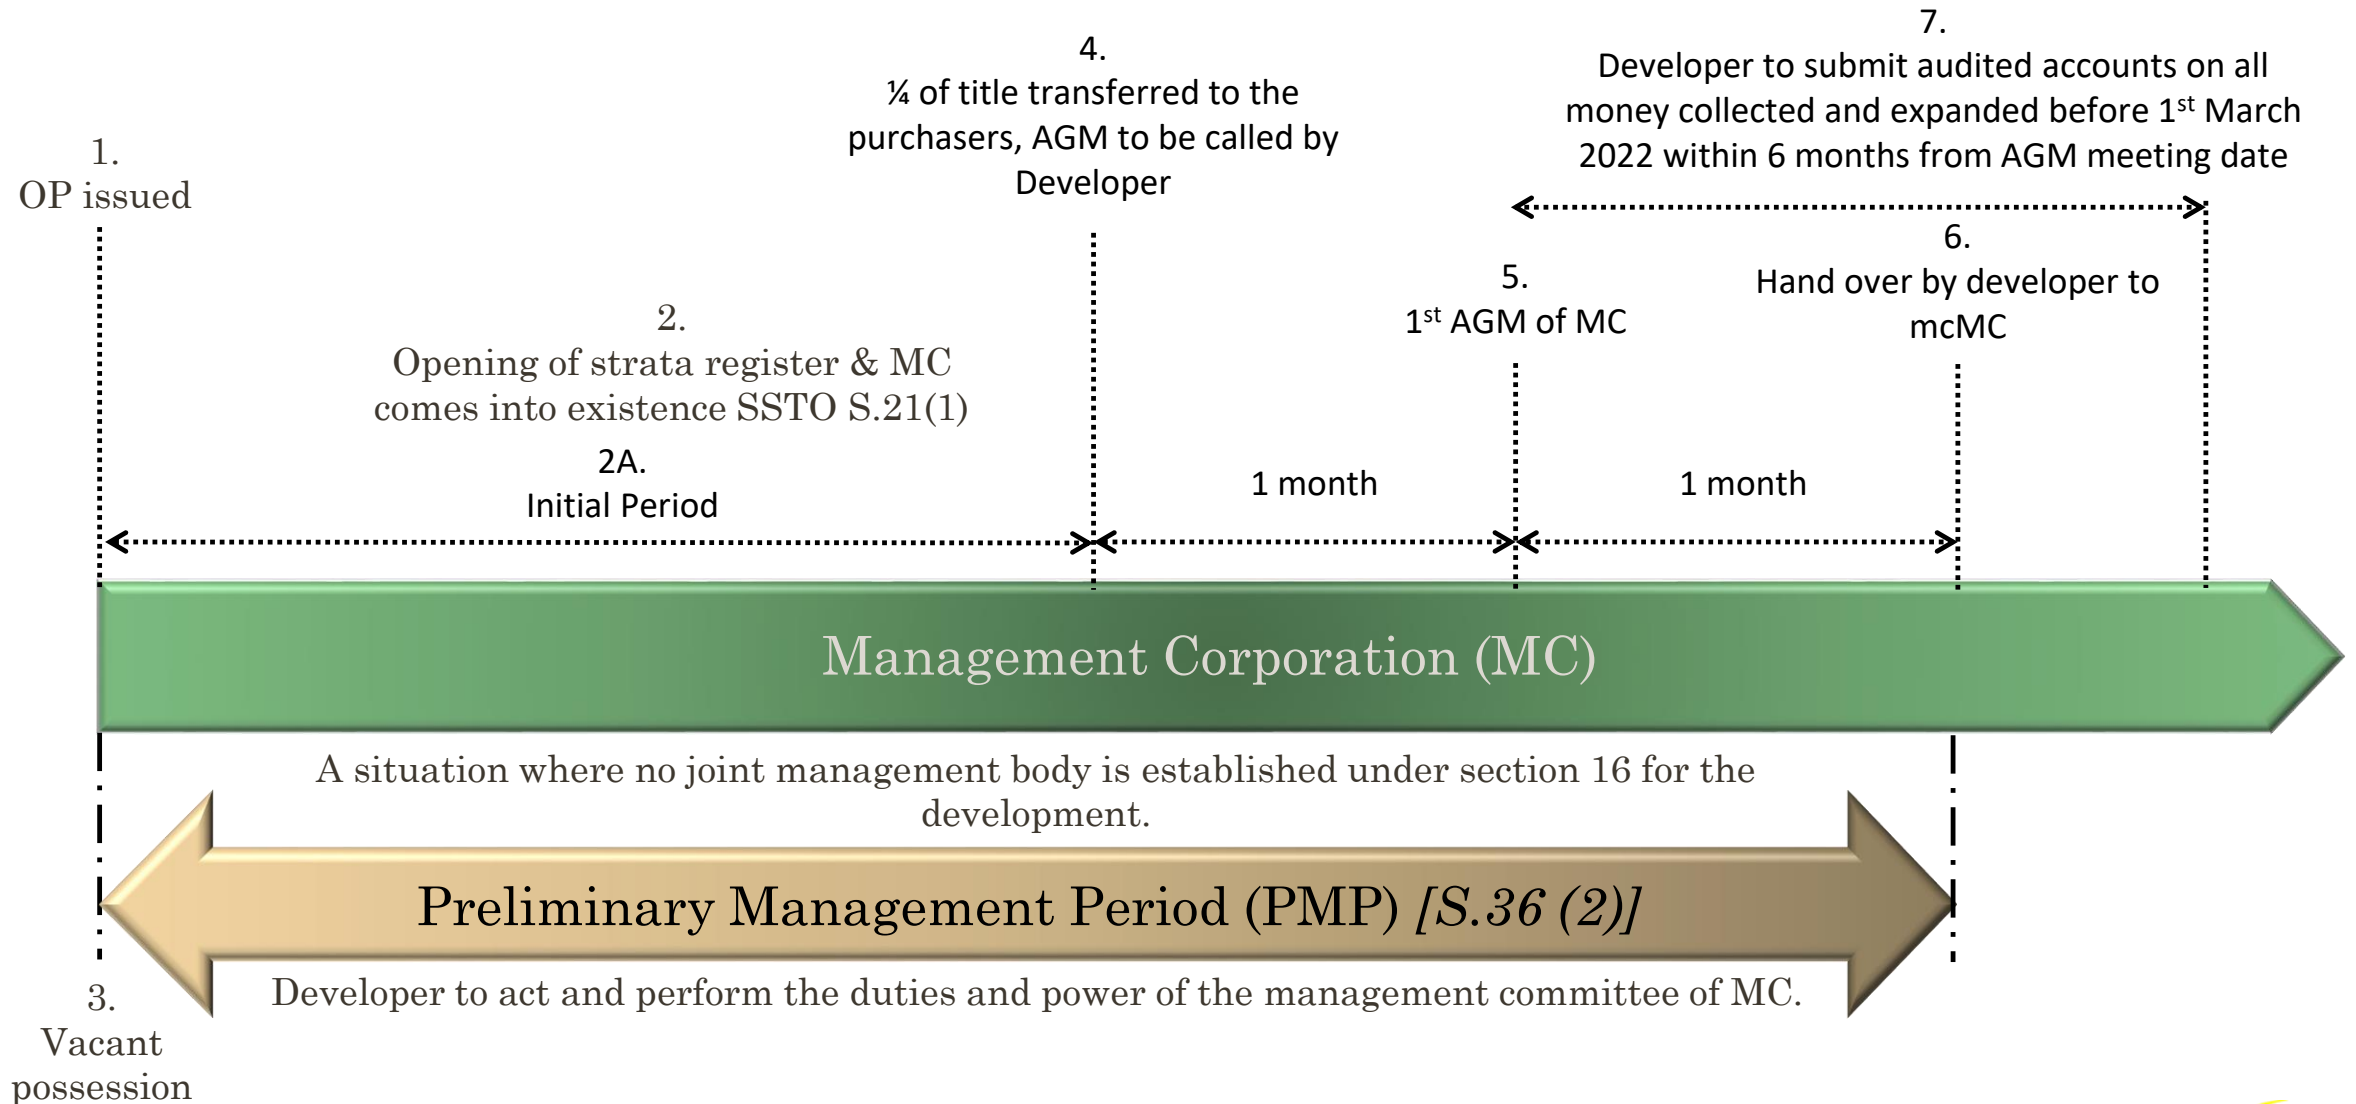 1.
OP issued
2.
Opening of strata register & MC
comes into existence SSTO S.21(1)
2A.
Initial Period
4.
¼ of title transferred to the
purchasers, AGM to be called by
Developer
1 month
5.
1st AGM of MC
1 month
6.
Hand over by developer to
mcMC
7.
Developer to submit audited accounts on all
money collected and expanded before 1st March
2022 within 6 months from AGM meeting date
Management Corporation (MC)
A situation where no joint management body is established under section 16 for the
development.
Preliminary Management Period (PMP) [S.36 (2)]
Developer to act and perform the duties and power of the management committee of MC.
3.
Vacant
possession